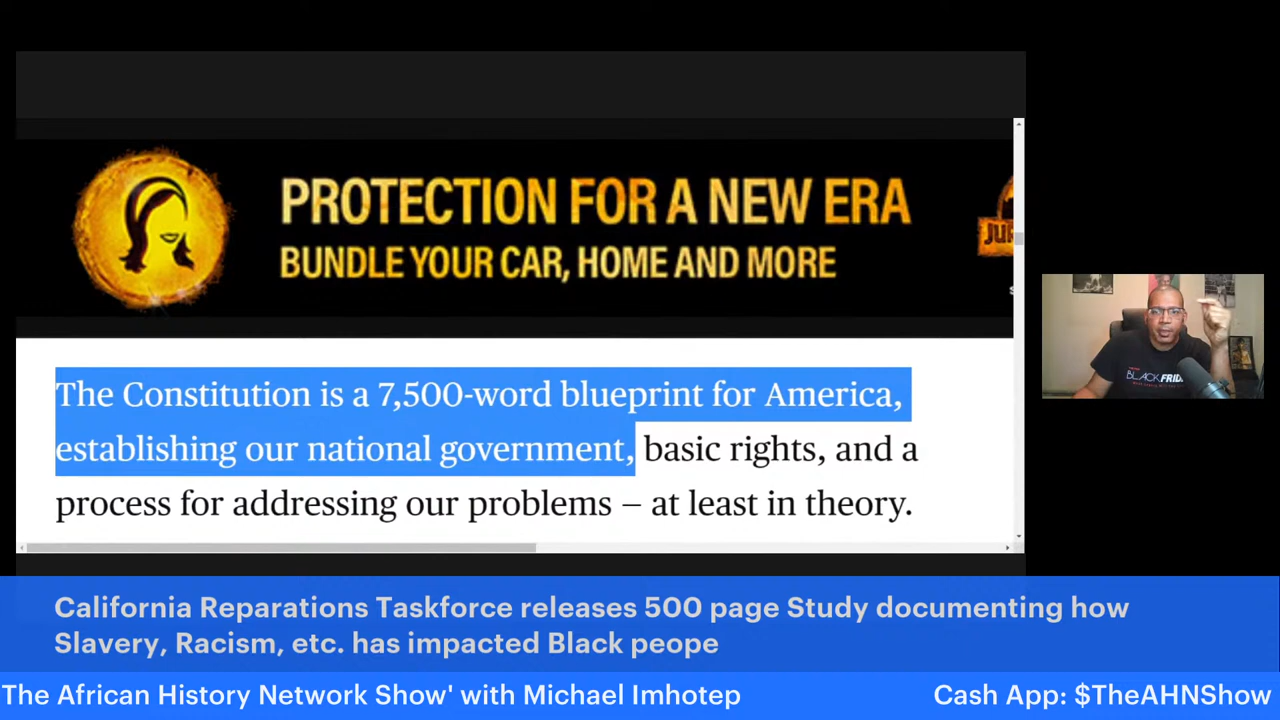 PROTECTION FOR A NEW ERA
BUNDLE YOUR CAR, HOME AND MORE
JUR
The Constitution is a 7,500-word blueprint for America,
establishing our national government, basic rights, and a
process for addressing our problems – at least in theory.
BLACK FRID
California Reparations Taskforce releases 500 page Study documenting how
Slavery, Racism, etc. has impacted Black peope
The African History Network Show' with Michael Imhotep
Cash App: $TheAHNShow